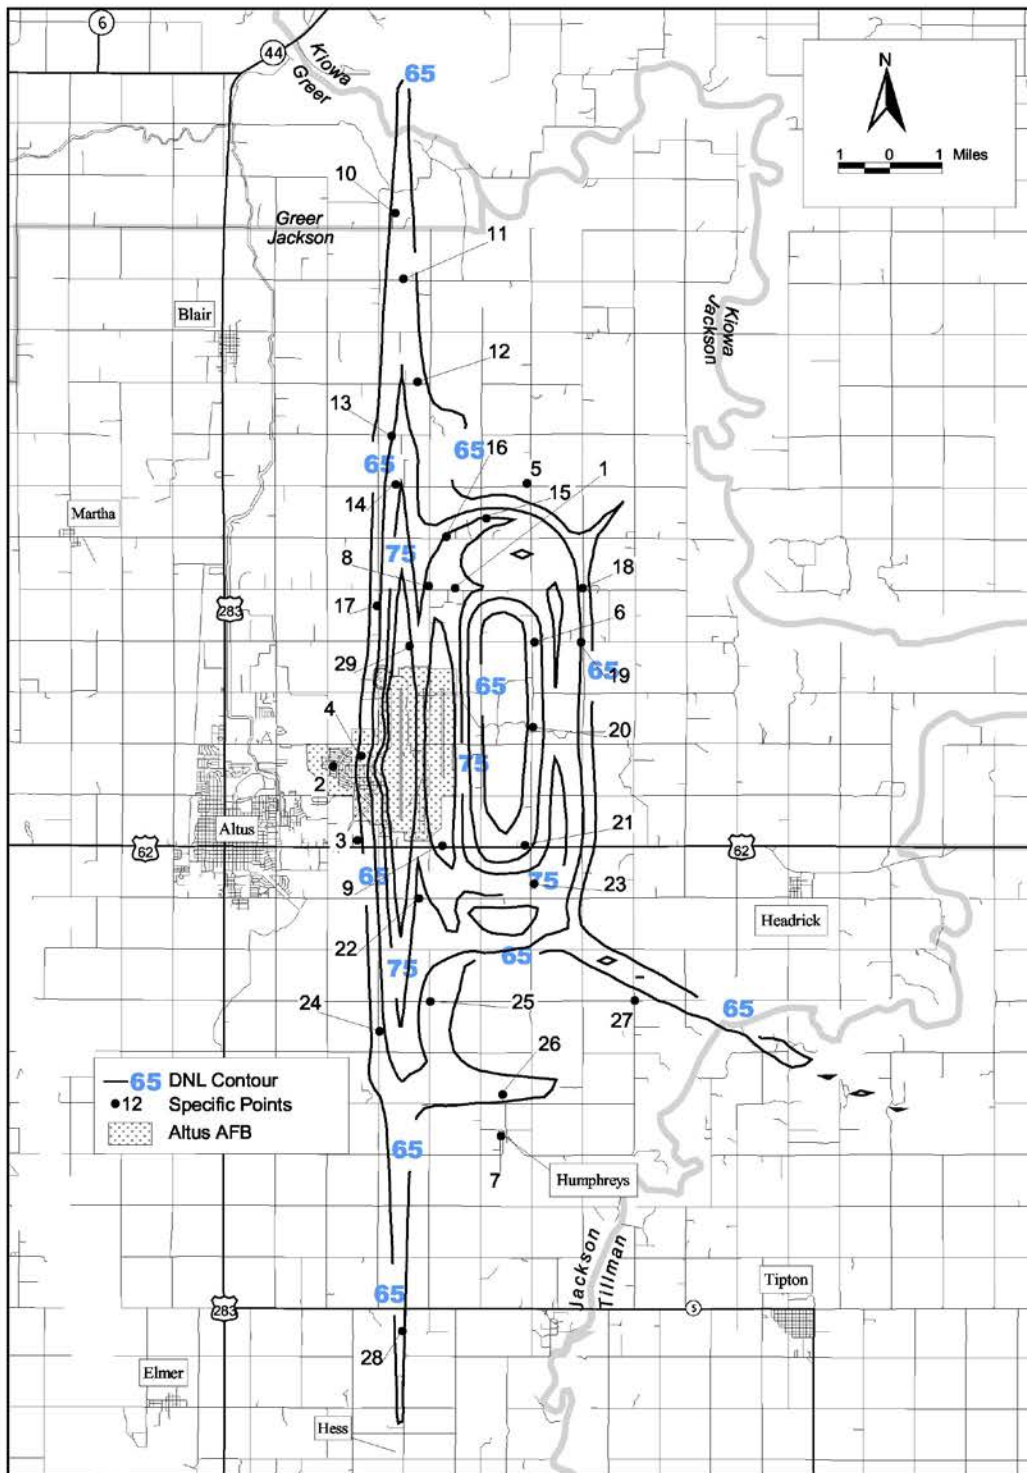 6
44
65
Kiowa
Greer
N
1 0 1 Miles
10
Greer
Jackson
11
Blair
Kiowa
Jackson
12
13
65
65
16
5
1
14
15
Martha
75
8
18
17
283
6
29
65
19
65
4
20
75
2
Altus
21
62
3
62
65
75
23
9
Headrick
22
65
75
24
25
27
65
26
65 DNL Contour
12 Specific Points
Altus AFB
65
7
Humphreys
Jackson
Tillman
Tipton
65
283
5
28
Elmer
Hess